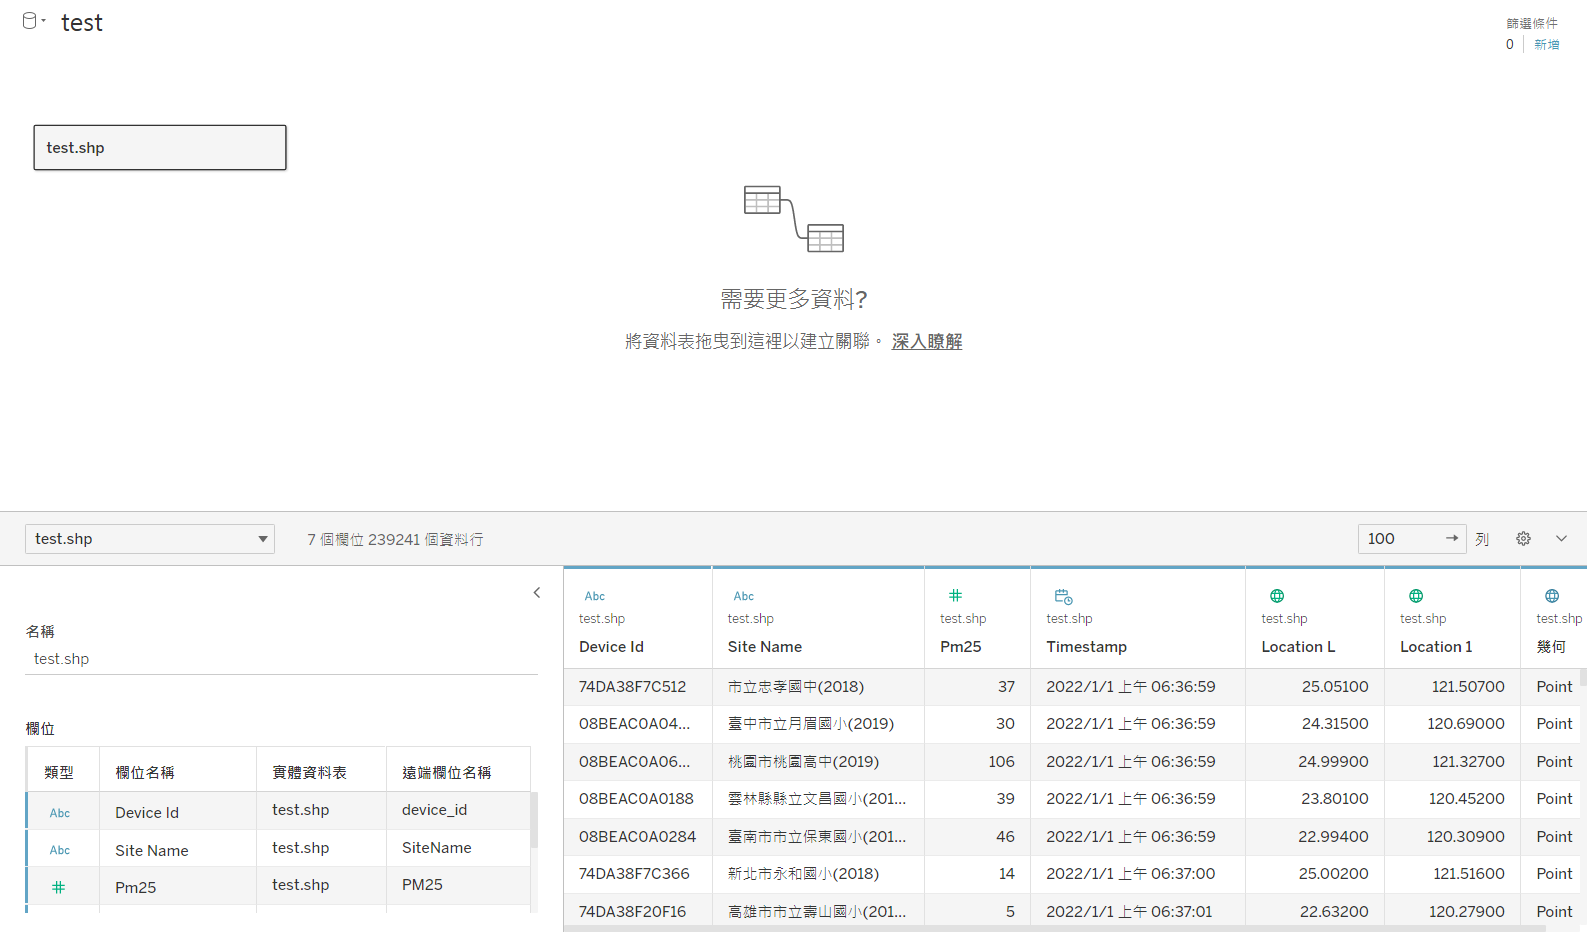 test
篩選條件
0 新增
test.shp
需要更多資料?
將資料表拖曳到這裡以建立關聯。 深入瞭解
test.shp 7 個欄位 239241 個資料行 100 → 列
名稱
test.shp
欄位
類型 欄位名稱 實體資料表 遠端欄位名稱
Abc Device Id test.shp device_id
Abc Site Name test.shp SiteName
# Pm25 test.shp PM25
Abc Abc #
test.shp test.shp test.shp test.shp test.shp test.shp test.shp
Device Id Site Name Pm25 Timestamp Location L Location 1 幾何
74DA38F7C512 市立忠孝國中(2018) 37 2022/1/1 上午 06:36:59 25.05100 121.50700 Point
08BEAC0A04... 臺中市立月眉國小(2019) 30 2022/1/1 上午 06:36:59 24.31500 120.69000 Point
08BEAC0A06... 桃園市桃園高中(2019) 106 2022/1/1 上午 06:36:59 24.99900 121.32700 Point
08BEAC0A0188 雲林縣縣立文昌國小(201... 39 2022/1/1 上午 06:36:59 23.80100 120.45200 Point
08BEAC0A0284 臺南市市立保東國小(201... 46 2022/1/1 上午 06:36:59 22.99400 120.30900 Point
74DA38F7C366 新北市永和國小(2018) 14 2022/1/1 上午 06:37:00 25.00200 121.51600 Point
74DA38F20F16 高雄市市立壽山國小(201... 5 2022/1/1 上午 06:37:01 22.63200 120.27900 Point